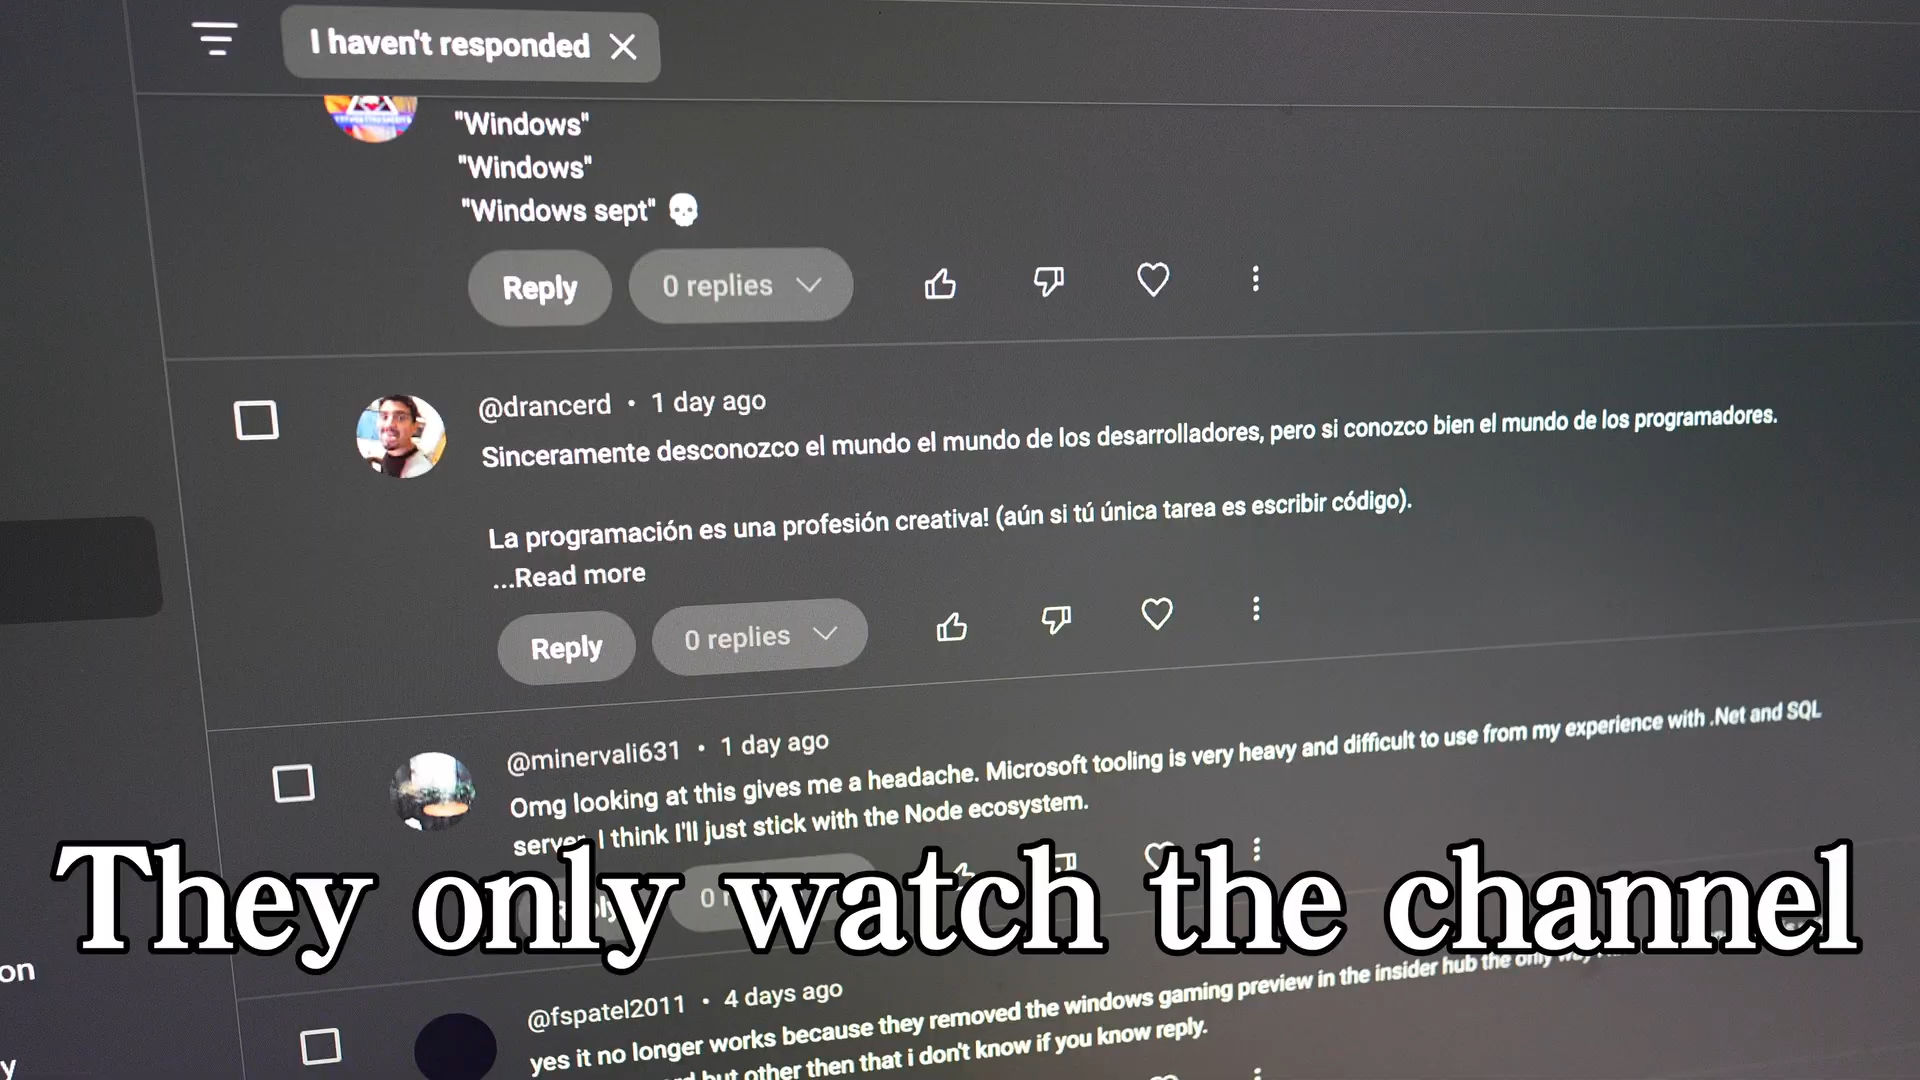 I haven't responded
"Windows"
"Windows"
"Windows sept" 💀
Reply
0 replies
@drancerd • 1 day ago
Sinceramente desconozco el mundo el mundo de los desarrolladores, pero si conozco bien el mundo de los programadores.
La programación es una profesión creativa! (aún si tú única tarea es escribir código).
...Read more
Reply
0 replies
@minervali631 • 1 day ago
Omg looking at this gives me a headache. Microsoft tooling is very heavy and difficult to use from my experience with .Net and SQL
server. I think I'll just stick with the Node ecosystem.
They only watch the channel
on
@fspatel2011 • 4 days ago
yes it no longer works because they removed the windows gaming preview in the insider hub the only
but other then that i don't know if you know reply.
y